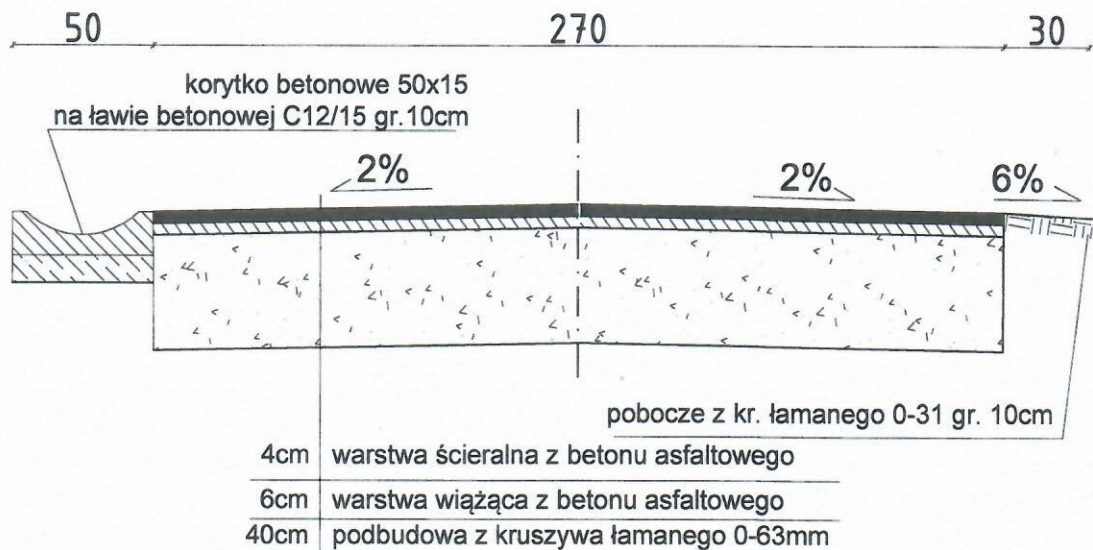 50 270 30
korytko betonowe 50x15
na ławie betonowej C12/15 gr.10cm
2% 2% 6%
pobocze z kr. łamanego 0-31 gr. 10cm
4cm warstwa ścieralna z betonu asfaltowego
6cm warstwa wiążąca z betonu asfaltowego
40cm podbudowa z kruszywa łamanego 0-63mm